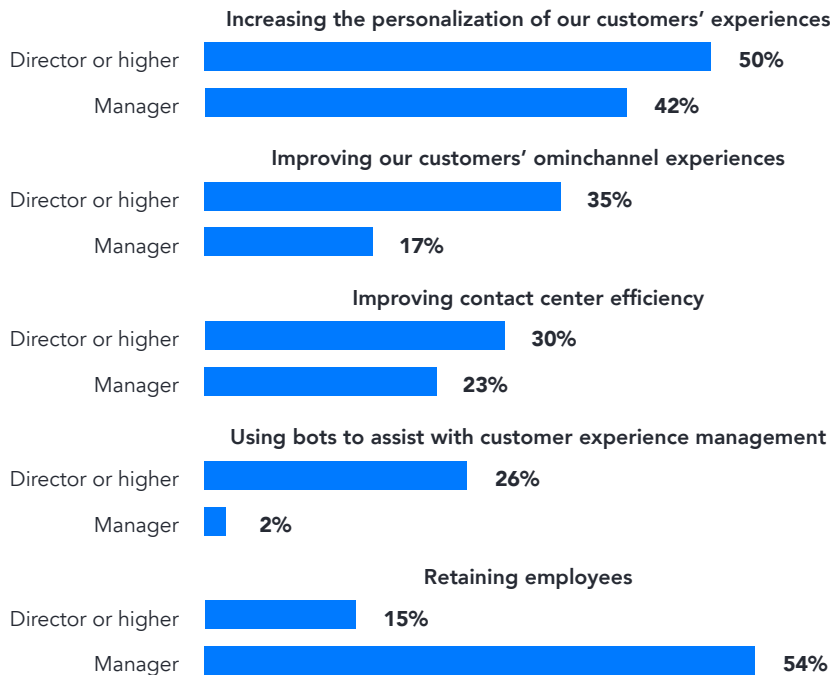 Increasing the personalization of our customers’ experiences
Director or higher 50%
Manager 42%
Improving our customers’ ominchannel experiences
Director or higher 35%
Manager 17%
Improving contact center efficiency
Director or higher 30%
Manager 23%
Using bots to assist with customer experience management
Director or higher 26%
Manager 2%
Retaining employees
Director or higher 15%
Manager 54%